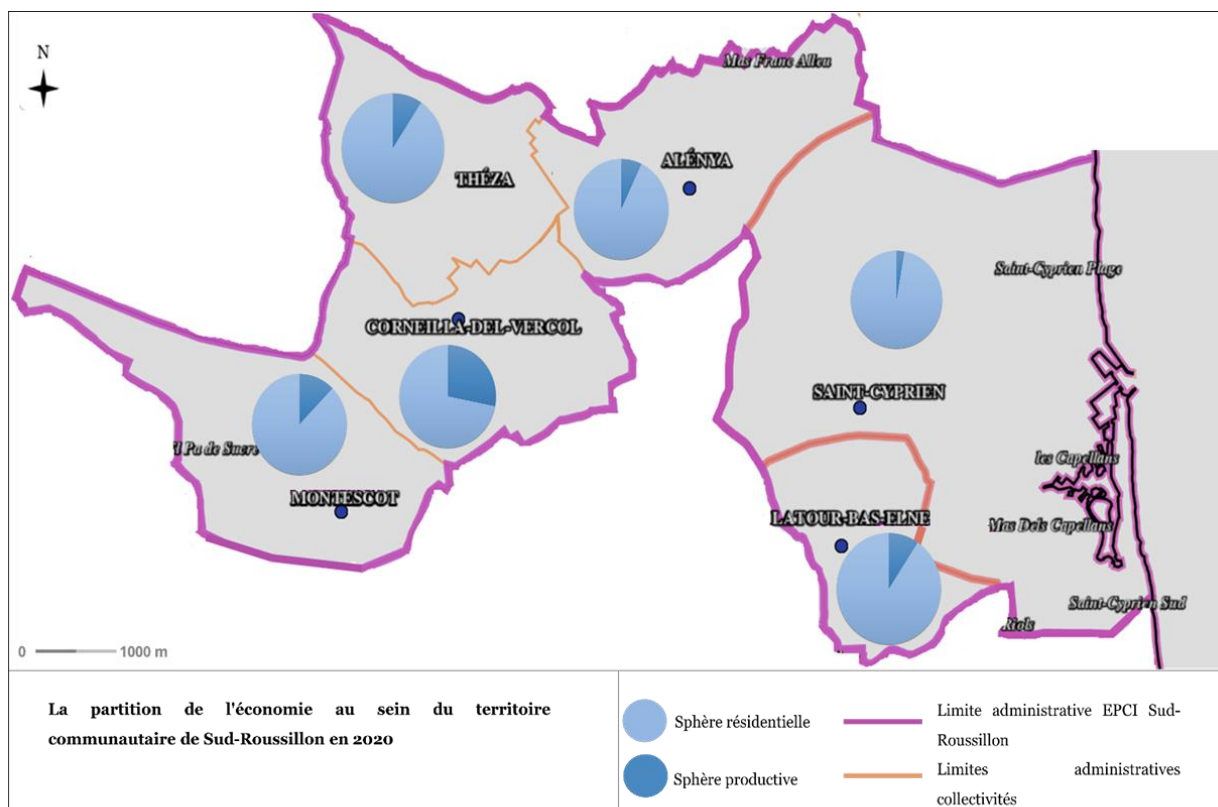 N
Mas Franc Alleu
ALÉNYA
THÉZA
Saint-Cyprien Plage
CORNEILLA-DEL-VERCOL
SAINT-CYPRIEN
l Pa de Sucre
les Capellans
MONTESCOT
LATOUR-BAS-ELNE
Mas Dels Capellans
Saint-Cyprien Sud
Riols
0 1000 m
La partition de l'économie au sein du territoire
communautaire de Sud-Roussillon en 2020
Sphère résidentielle
Sphère productive
Limite administrative EPCI Sud-
Roussillon
Limites administratives
collectivités